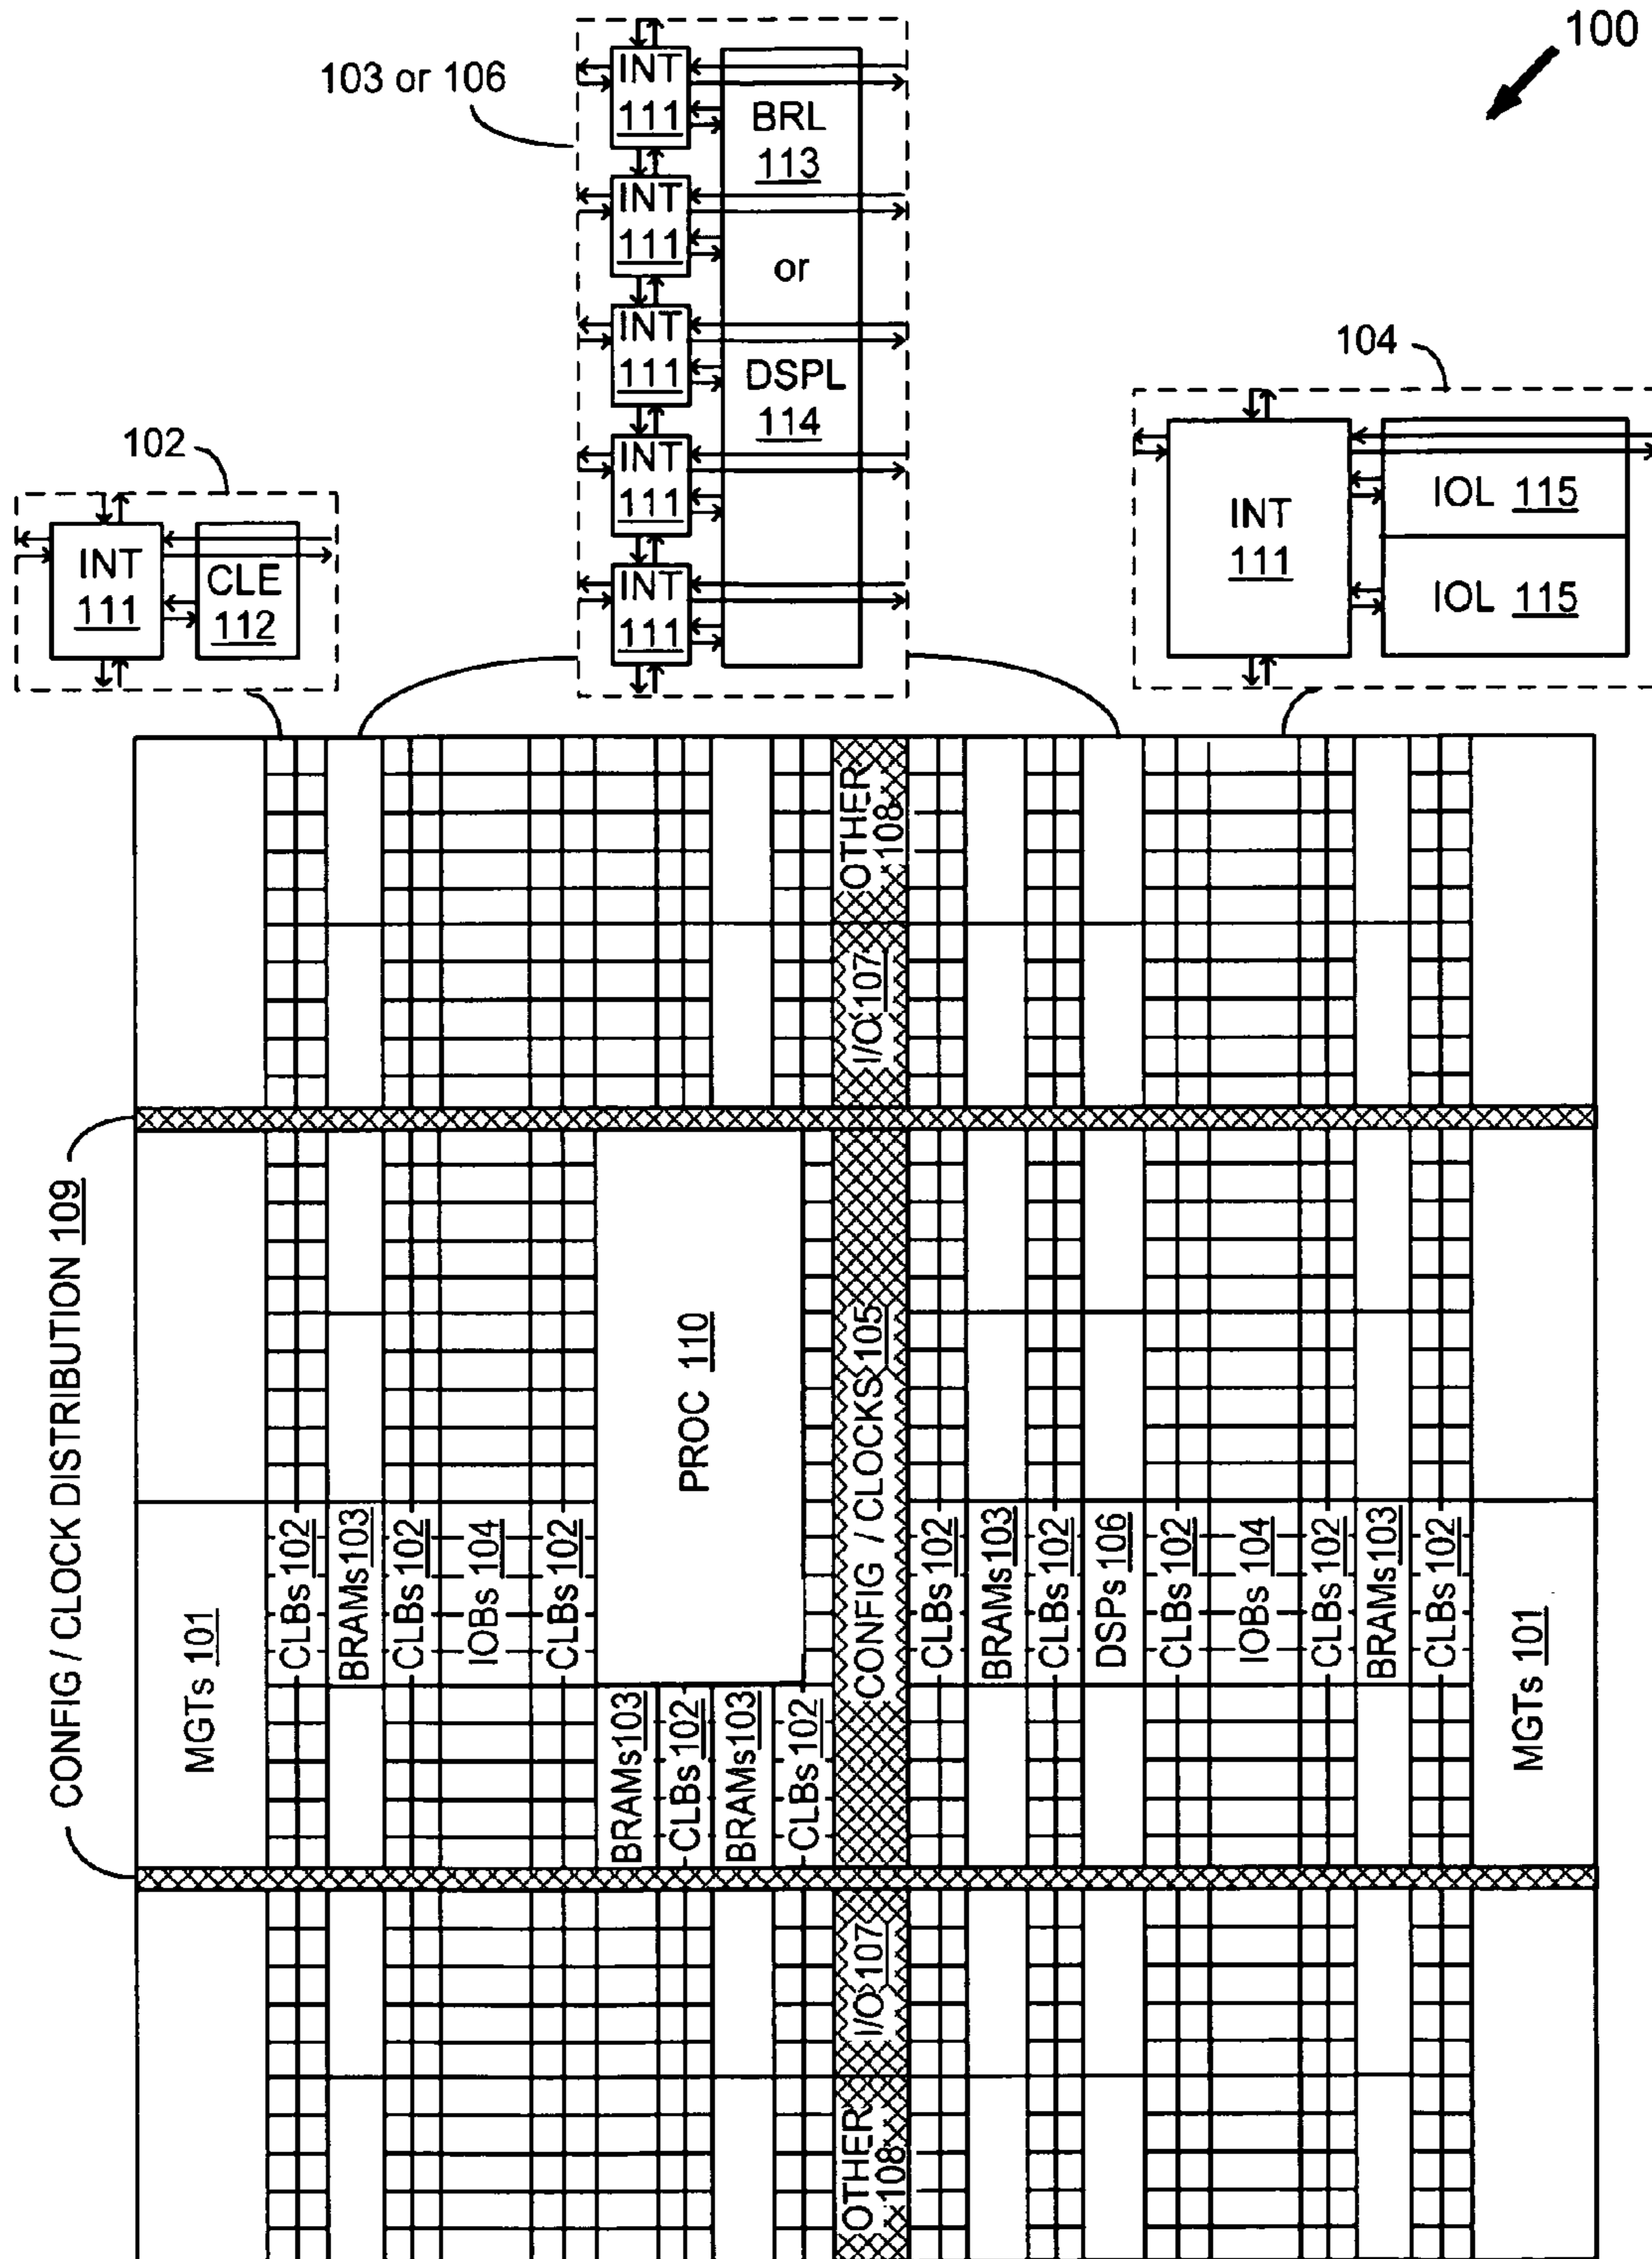 100
103 or 106
INT
111
INT
111
INT
111
INT
111
INT
111
BRL
113
or
DSPL
114
104
INT
111
IOL 115
IOL 115
102
INT
111
CLE
112
OTHER
108
I/O 107
CONFIG / CLOCK DISTRIBUTION 109
PROC 110
CONFIG / CLOCKS 105
MGTs 101
CLBs 102
BRAMs 103
CLBs 102
IOBs 104
CLBs 102
BRAMs 103
CLBs 102
BRAMs 103
CLBs 102
CLBs 102
BRAMs 103
CLBs 102
DSPs 106
CLBs 102
IOBs 104
CLBs 102
BRAMs 103
CLBs 102
MGTs 101
I/O 107
OTHER
108